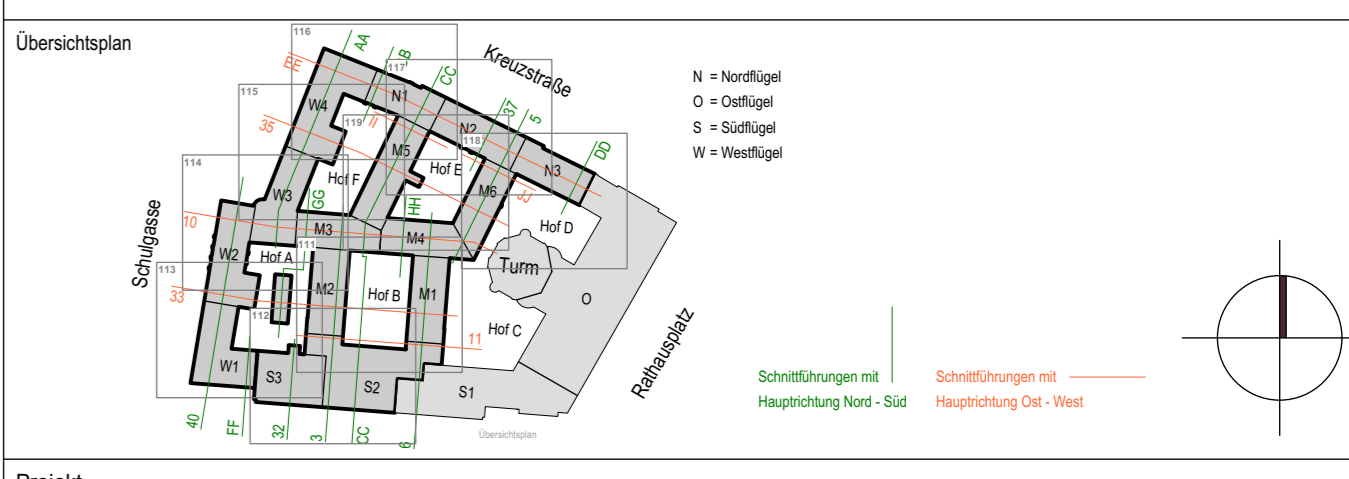 Übersichtsplan
116
AA
BB
CC
Kreuzstraße
EE
117
N1
N = Nordflügel
O = Ostflügel
S = Südflügel
W = Westflügel
115
W4
37
5
119
II
N2
118
35
M5
DD
Hof E
N3
114
Hof F
M6
JJ
W3
GG
HH
Hof D
10
M3
M4
111
Schulgasse
W2
Hof A
Turm
113
33
M2
Hof B
M1
O
112
Hof C
11
Rathausplatz
W1
S3
S2
S1
Schnittführungen mit
Hauptrichtung Nord - Süd
Schnittführungen mit
Hauptrichtung Ost - West
40
FF
32
3
CC
6
Übersichtsplan
Projekt